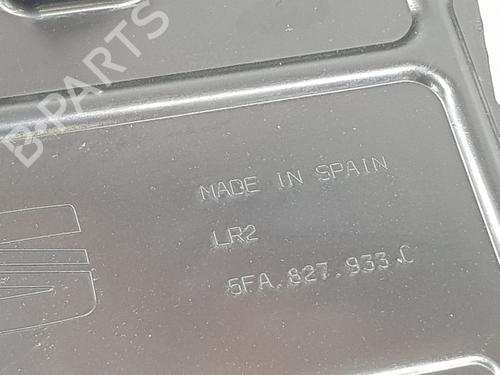 B-PARTS
MADE IN SPAIN
LR2
5FA.827.933.C